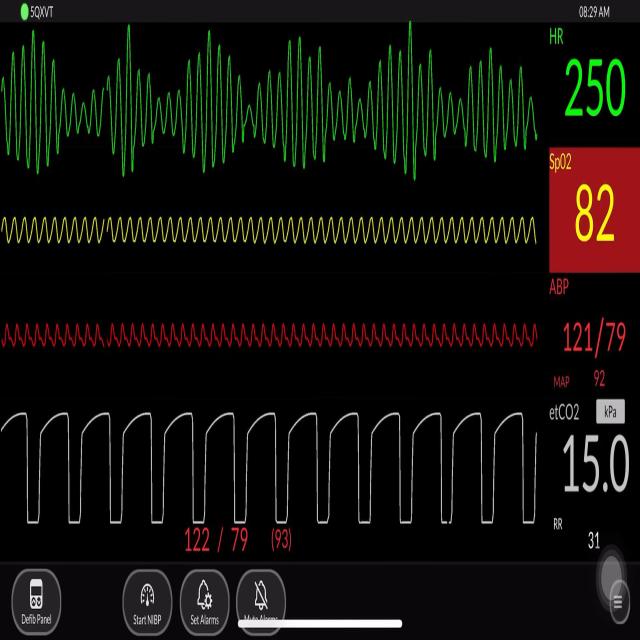 5QXVT
08:29 AM
HR
250
SpO2
82
ABP
121/79
MAP 92
etCO2 kPa
15.0
RR
31
122 / 79 (93)
Defib Panel
Start NIBP
Set Alarms
Mute Alarms